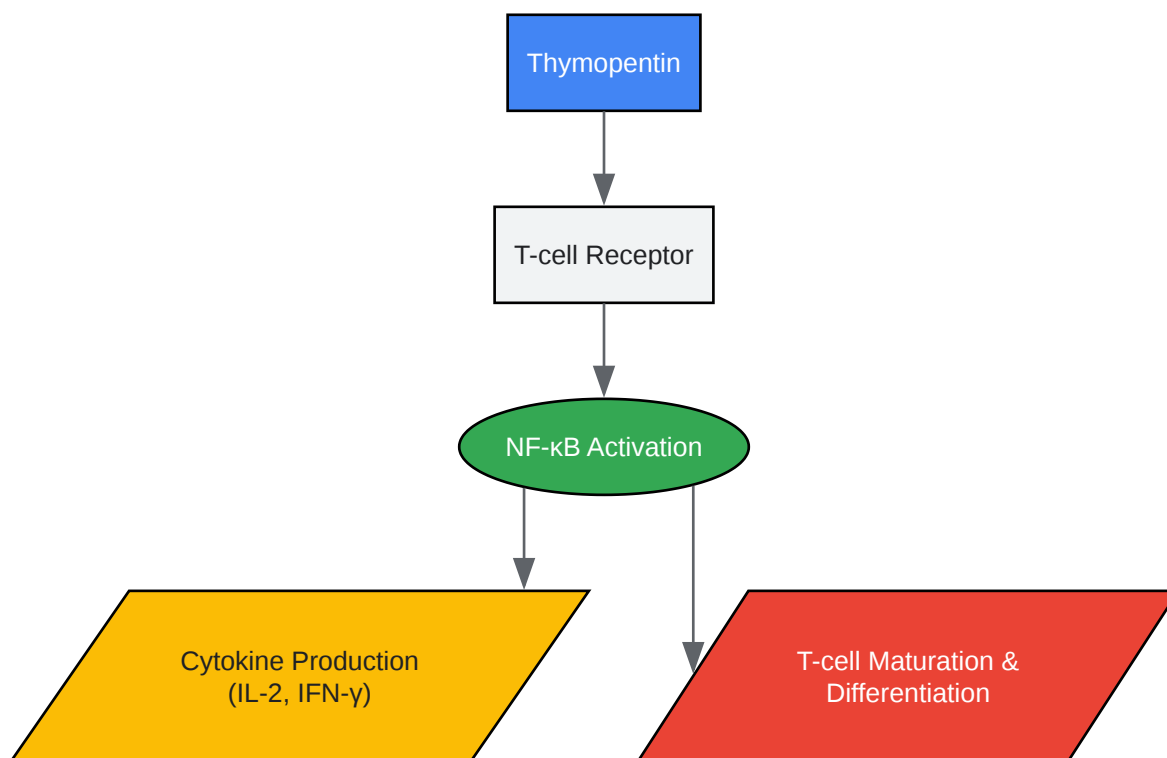 Thymopentin
T-cell Receptor
NF-κB Activation
Cytokine Production
(IL-2, IFN-γ)
T-cell Maturation &
Differentiation